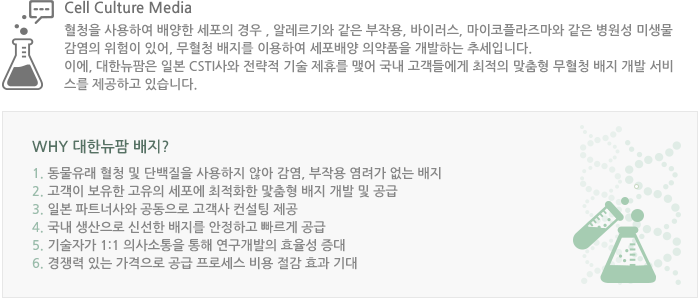 Cell Culture Media
혈청을 사용하여 배양한 세포의 경우 , 알레르기와 같은 부작용, 바이러스, 마이코플라즈마와 같은 병원성 미생물
감염의 위험이 있어, 무혈청 배지를 이용하여 세포배양 의약품을 개발하는 추세입니다.
이에, 대한뉴팜은 일본 CSTI사와 전략적 기술 제휴를 맺어 국내 고객들에게 최적의 맞춤형 무혈청 배지 개발 서비
스를 제공하고 있습니다.
WHY 대한뉴팜 배지?
1. 동물유래 혈청 및 단백질을 사용하지 않아 감염, 부작용 염려가 없는 배지
2. 고객이 보유한 고유의 세포에 최적화한 맞춤형 배지 개발 및 공급
3. 일본 파트너사와 공동으로 고객사 컨설팅 제공
4. 국내 생산으로 신선한 배지를 안정하고 빠르게 공급
5. 기술자가 1:1 의사소통을 통해 연구개발의 효율성 증대
6. 경쟁력 있는 가격으로 공급 프로세스 비용 절감 효과 기대